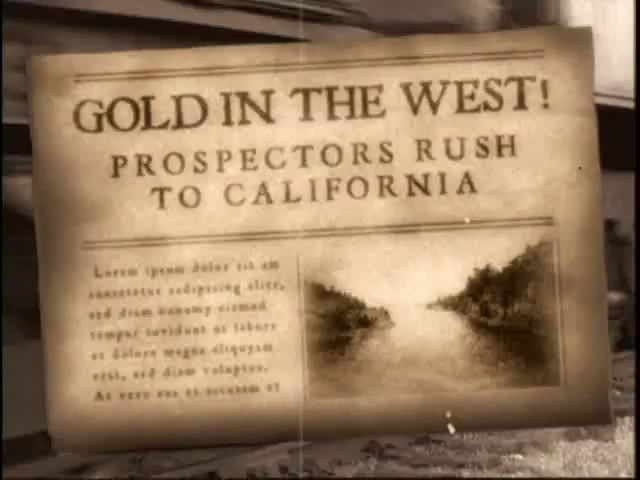 GOLD IN THE WEST!
PROSPECTORS RUSH
TO CALIFORNIA
Lorem ipsum dolor sit am
consetetur sadipscing elitr,
sed diam nonumy eirmod
tempor invidunt ut labore
et dolore magna aliquyam
erat, sed diam voluptua.
At vero eos et accusam et